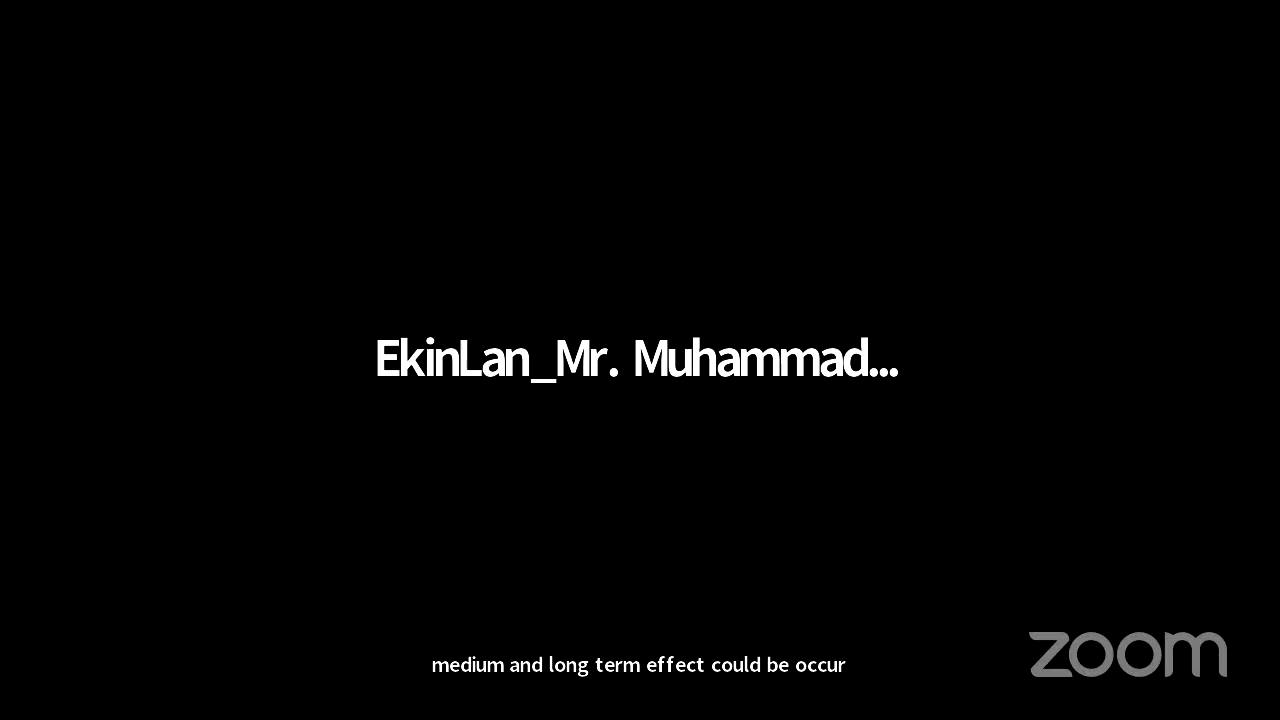 EkinLan_Mr. Muhammad...
medium and long term effect could be occur
zoom